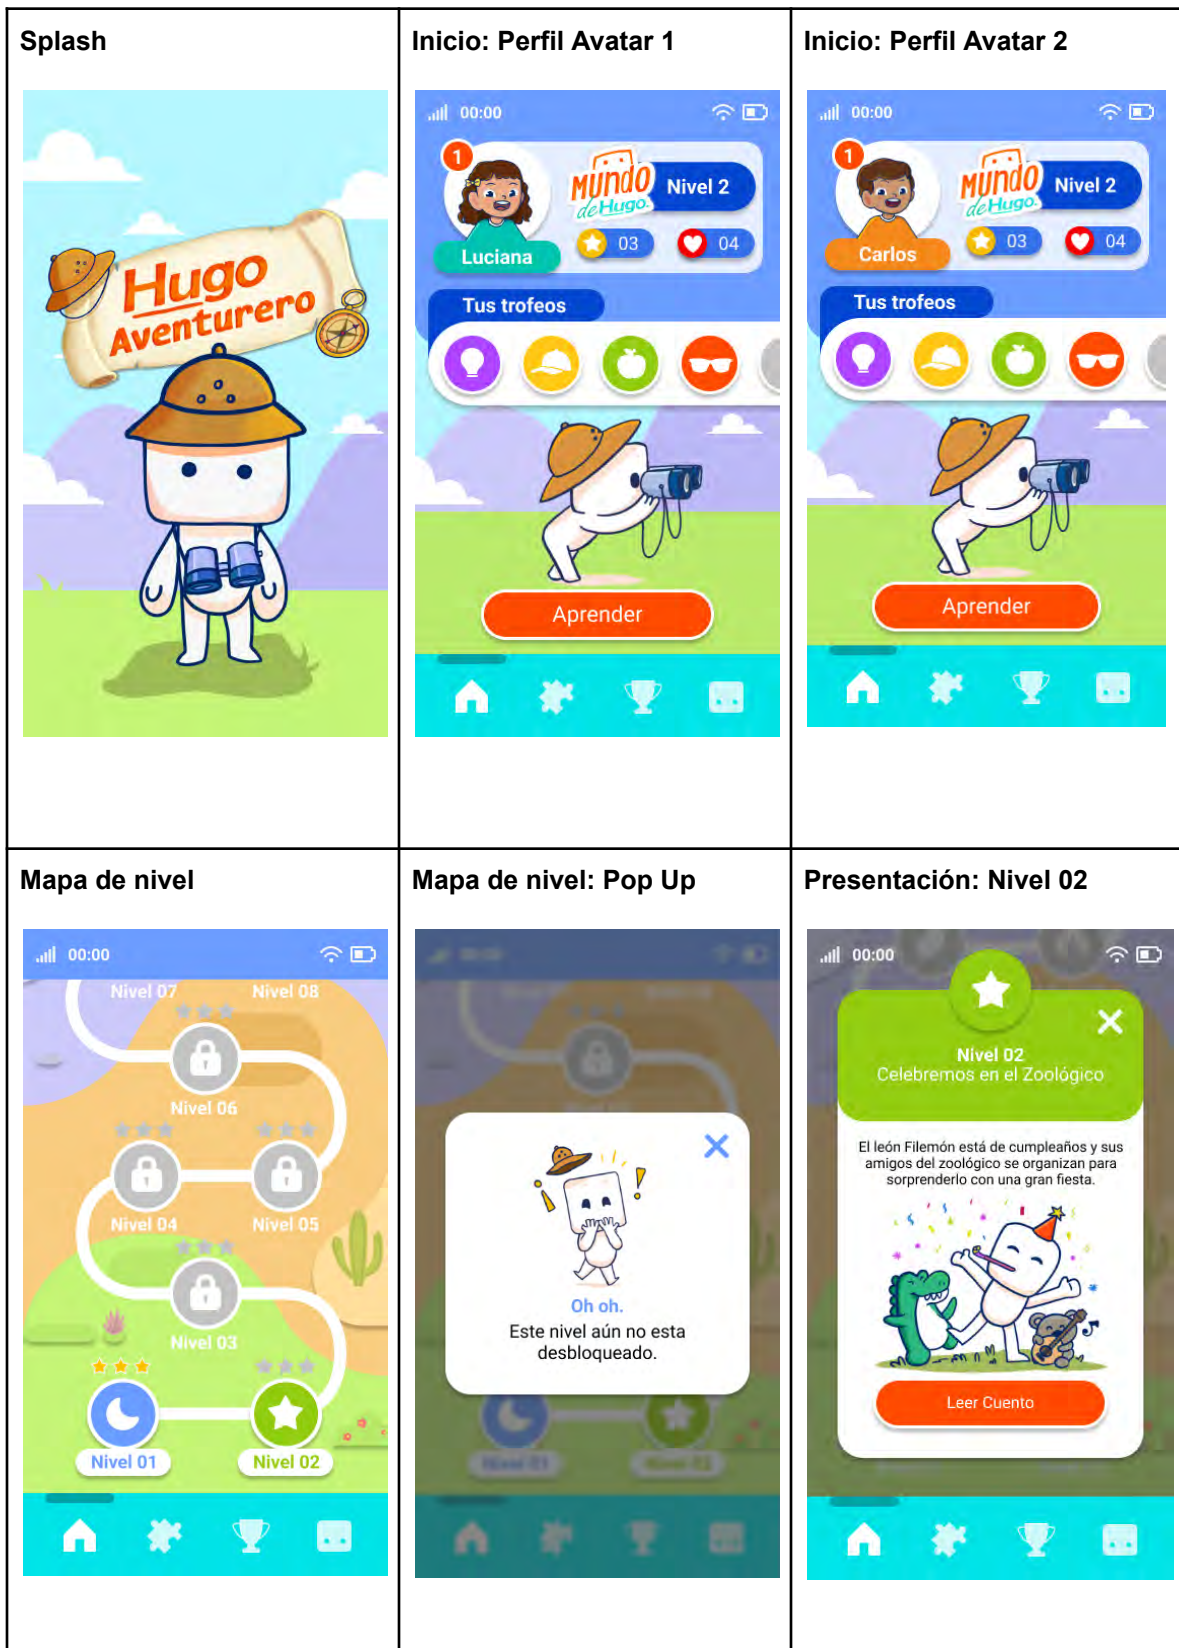 Splash
Inicio: Perfil Avatar 1
Inicio: Perfil Avatar 2
Hugo
Aventurero
00:00
1
MUNDO
de Hugo.
Nivel 2
Luciana
03
04
Tus trofeos
Aprender
00:00
1
MUNDO
de Hugo.
Nivel 2
Carlos
03
04
Tus trofeos
Aprender
Mapa de nivel
Mapa de nivel: Pop Up
Presentación: Nivel 02
00:00
Nivel 07
Nivel 08
Nivel 06
Nivel 04
Nivel 05
Nivel 03
Nivel 01
Nivel 02
Oh oh.
Este nivel aún no esta
desbloqueado.
Nivel 01
00:00
Nivel 02
Celebremos en el Zoológico
El león Filemón está de cumpleaños y sus
amigos del zoológico se organizan para
sorprenderlo con una gran fiesta.
Leer Cuento